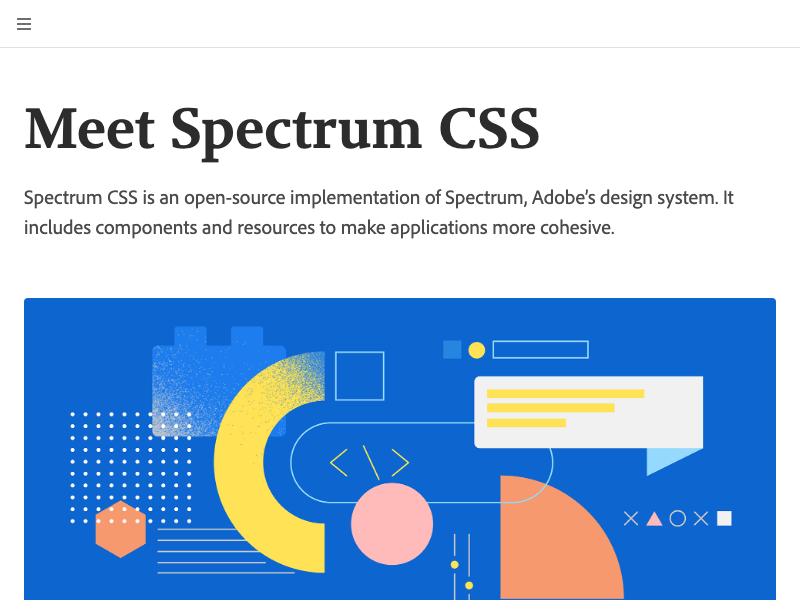 Meet Spectrum CSS
Spectrum CSS is an open-source implementation of Spectrum, Adobe’s design system. It
includes components and resources to make applications more cohesive.